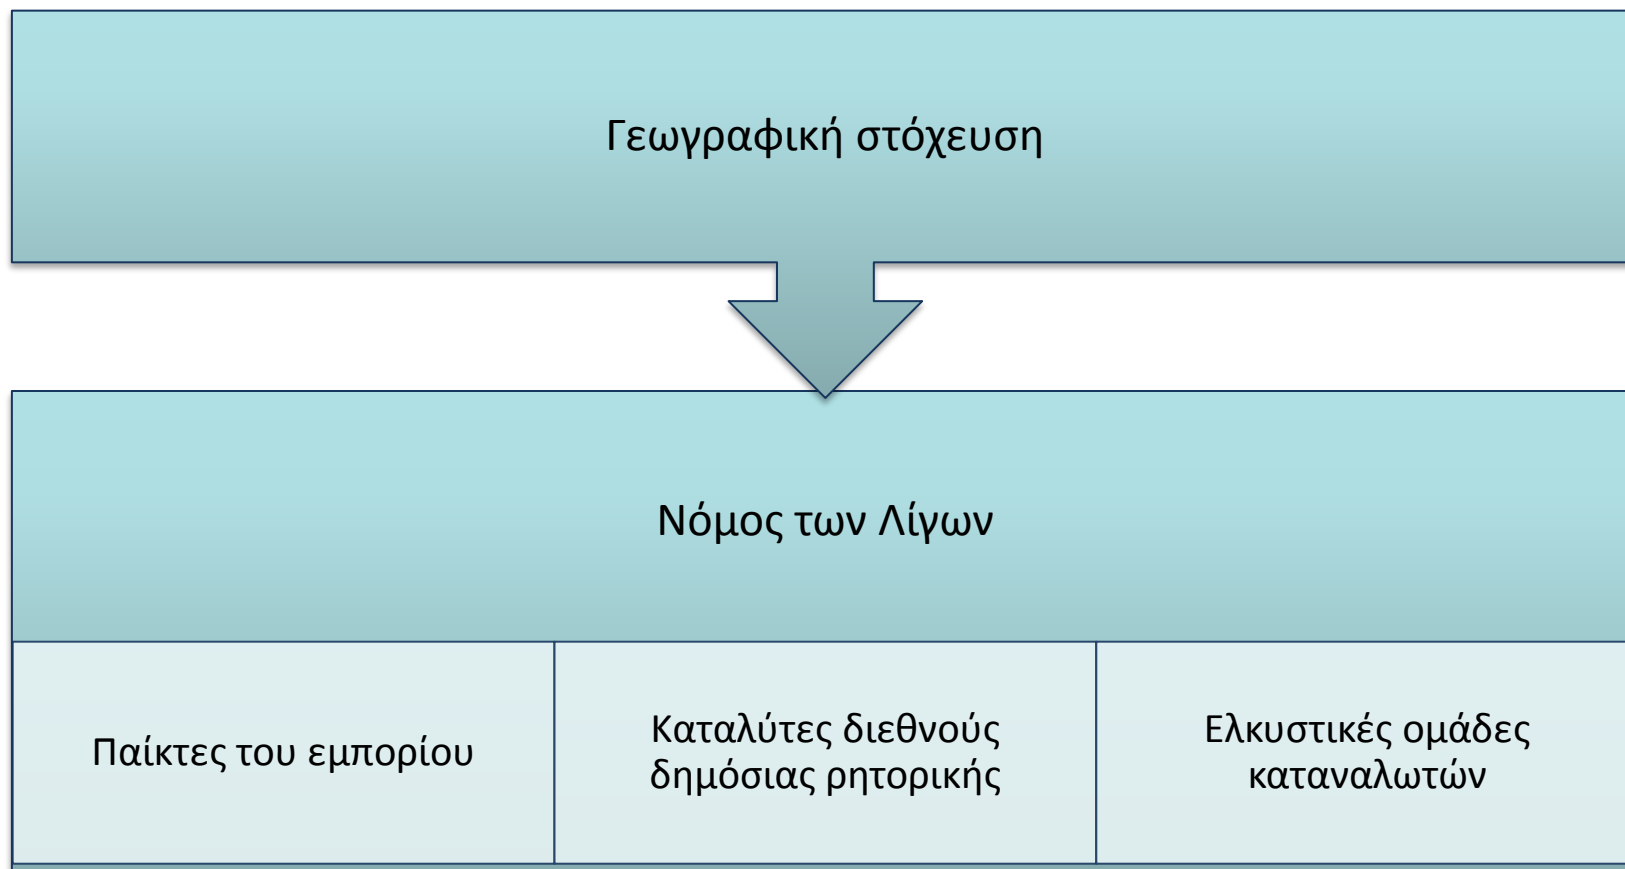 Γεωγραφική στόχευση
Νόμος των Λίγων
Παίκτες του εμπορίου
Καταλύτες διεθνούς
δημόσιας ρητορικής
Ελκυστικές ομάδες
καταναλωτών